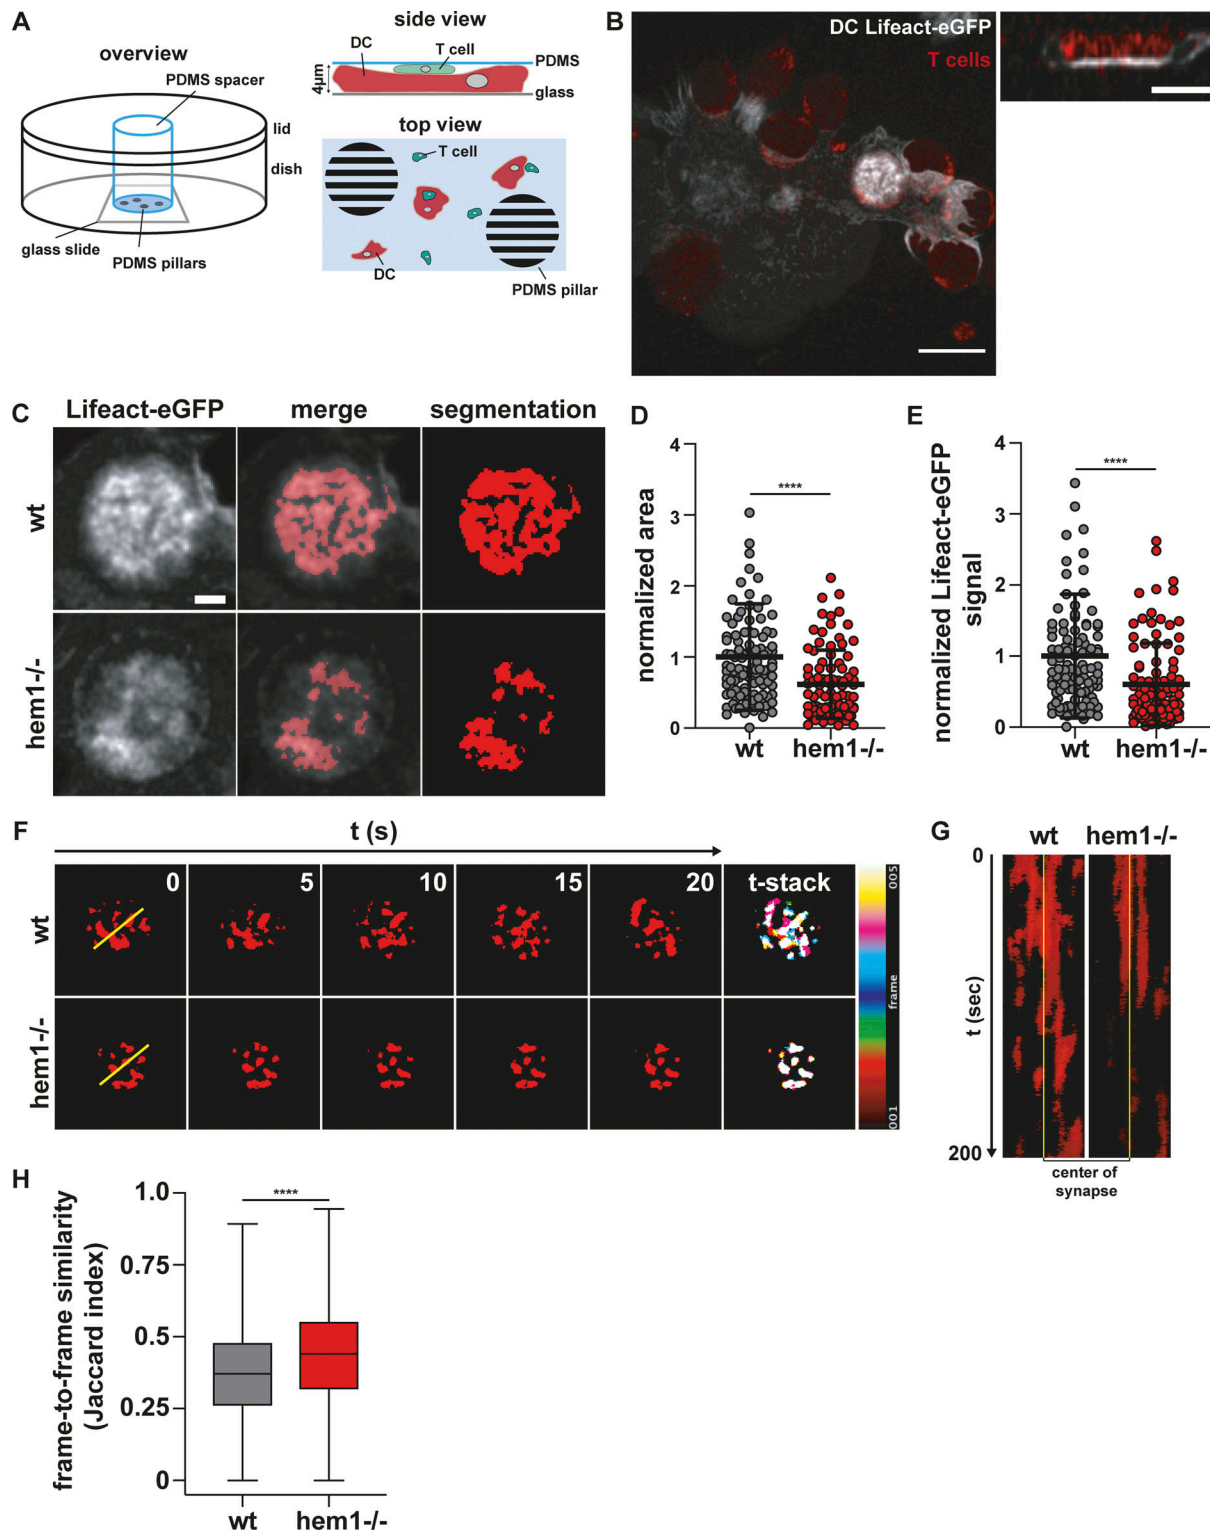 A
overview
PDMS spacer
lid
dish
glass slide
PDMS pillars
side view
DC
T cell
PDMS
4μm
glass
top view
T cell
DC
PDMS pillar
B
DC Lifeact-eGFP
T cells
C
Lifeact-eGFP
merge
segmentation
wt
hem1-/-
D
normalized area
4
3
2
1
0
****
wt
hem1-/-
E
normalized Lifeact-eGFP
signal
4
3
2
1
0
****
wt
hem1-/-
F
t (s)
0
5
10
15
20
t-stack
wt
hem1-/-
005
frame
001
G
wt
hem1-/-
0
t (sec)
200
center of
synapse
H
frame-to-frame similarity
(Jaccard index)
1.0
0.75
0.5
0.25
0
****
wt
hem1-/-